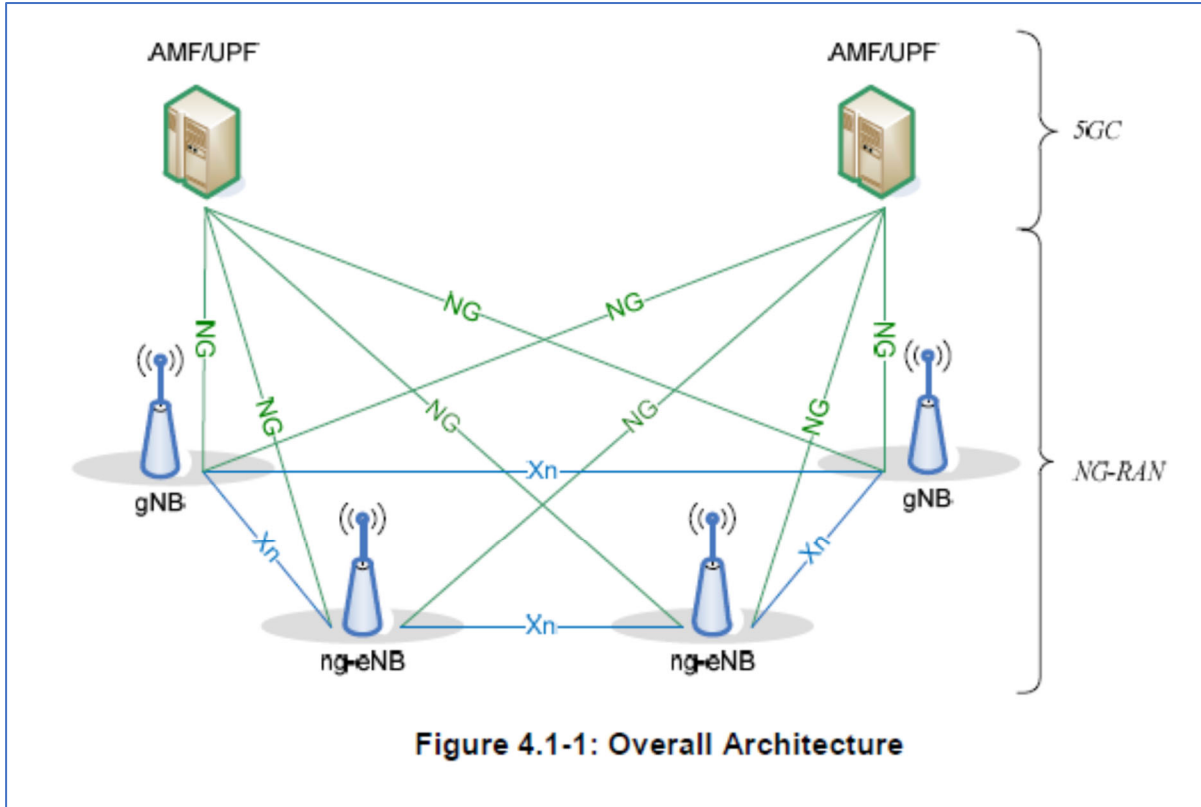 AMF/UPF
AMF/UPF
5GC
NG
NG
NG
NG
NG
NG
NG
NG
Xn
gNB
gNB
NG-RAN
Xn
Xn
Xn
ng-eNB
ng-eNB
Figure 4.1-1: Overall Architecture